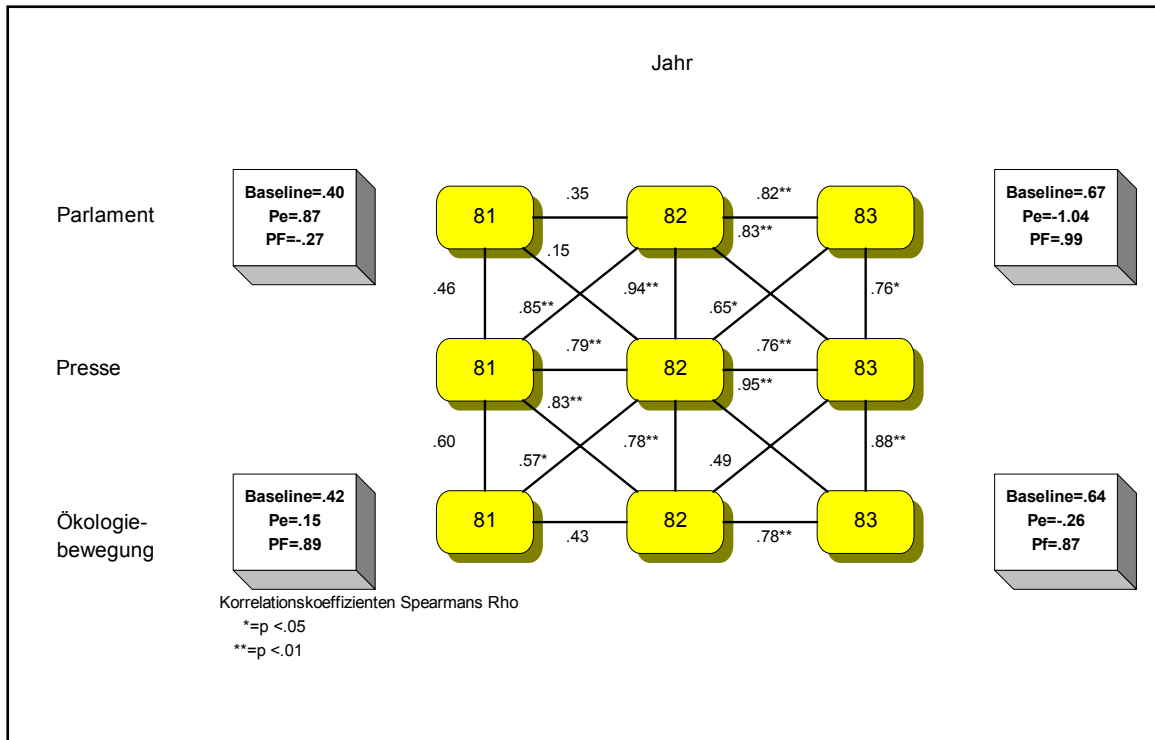 Jahr
Parlament
Baseline=.40
Pe=.87
PF=-.27
81
.35
82
.82**
83
Baseline=.67
Pe=-1.04
PF=.99
.83**
.15
.46
.85**
.94**
.65*
.76*
Presse
81
.79**
82
.76**
83
.95**
.83**
.60
.57*
.78**
.49
.88**
Ökologie-
bewegung
Baseline=.42
Pe=.15
PF=.89
81
.43
82
.78**
83
Baseline=.64
Pe=-.26
Pf=.87
Korrelationskoeffizienten Spearmans Rho
*=p <.05
**=p <.01